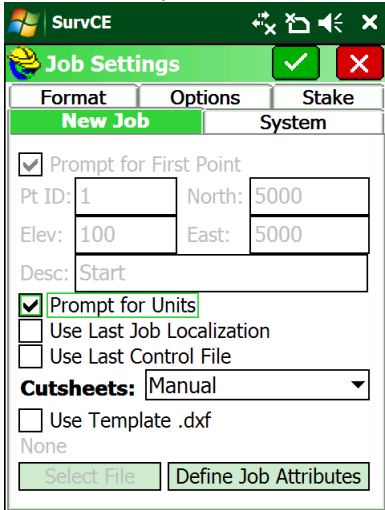 SurvCE
Job Settings
Format Options Stake
New Job System
Prompt for First Point
Pt ID: 1 North: 5000
Elev: 100 East: 5000
Desc: Start
Prompt for Units
Use Last Job Localization
Use Last Control File
Cutsheets: Manual
Use Template .dxf
None
Select File Define Job Attributes